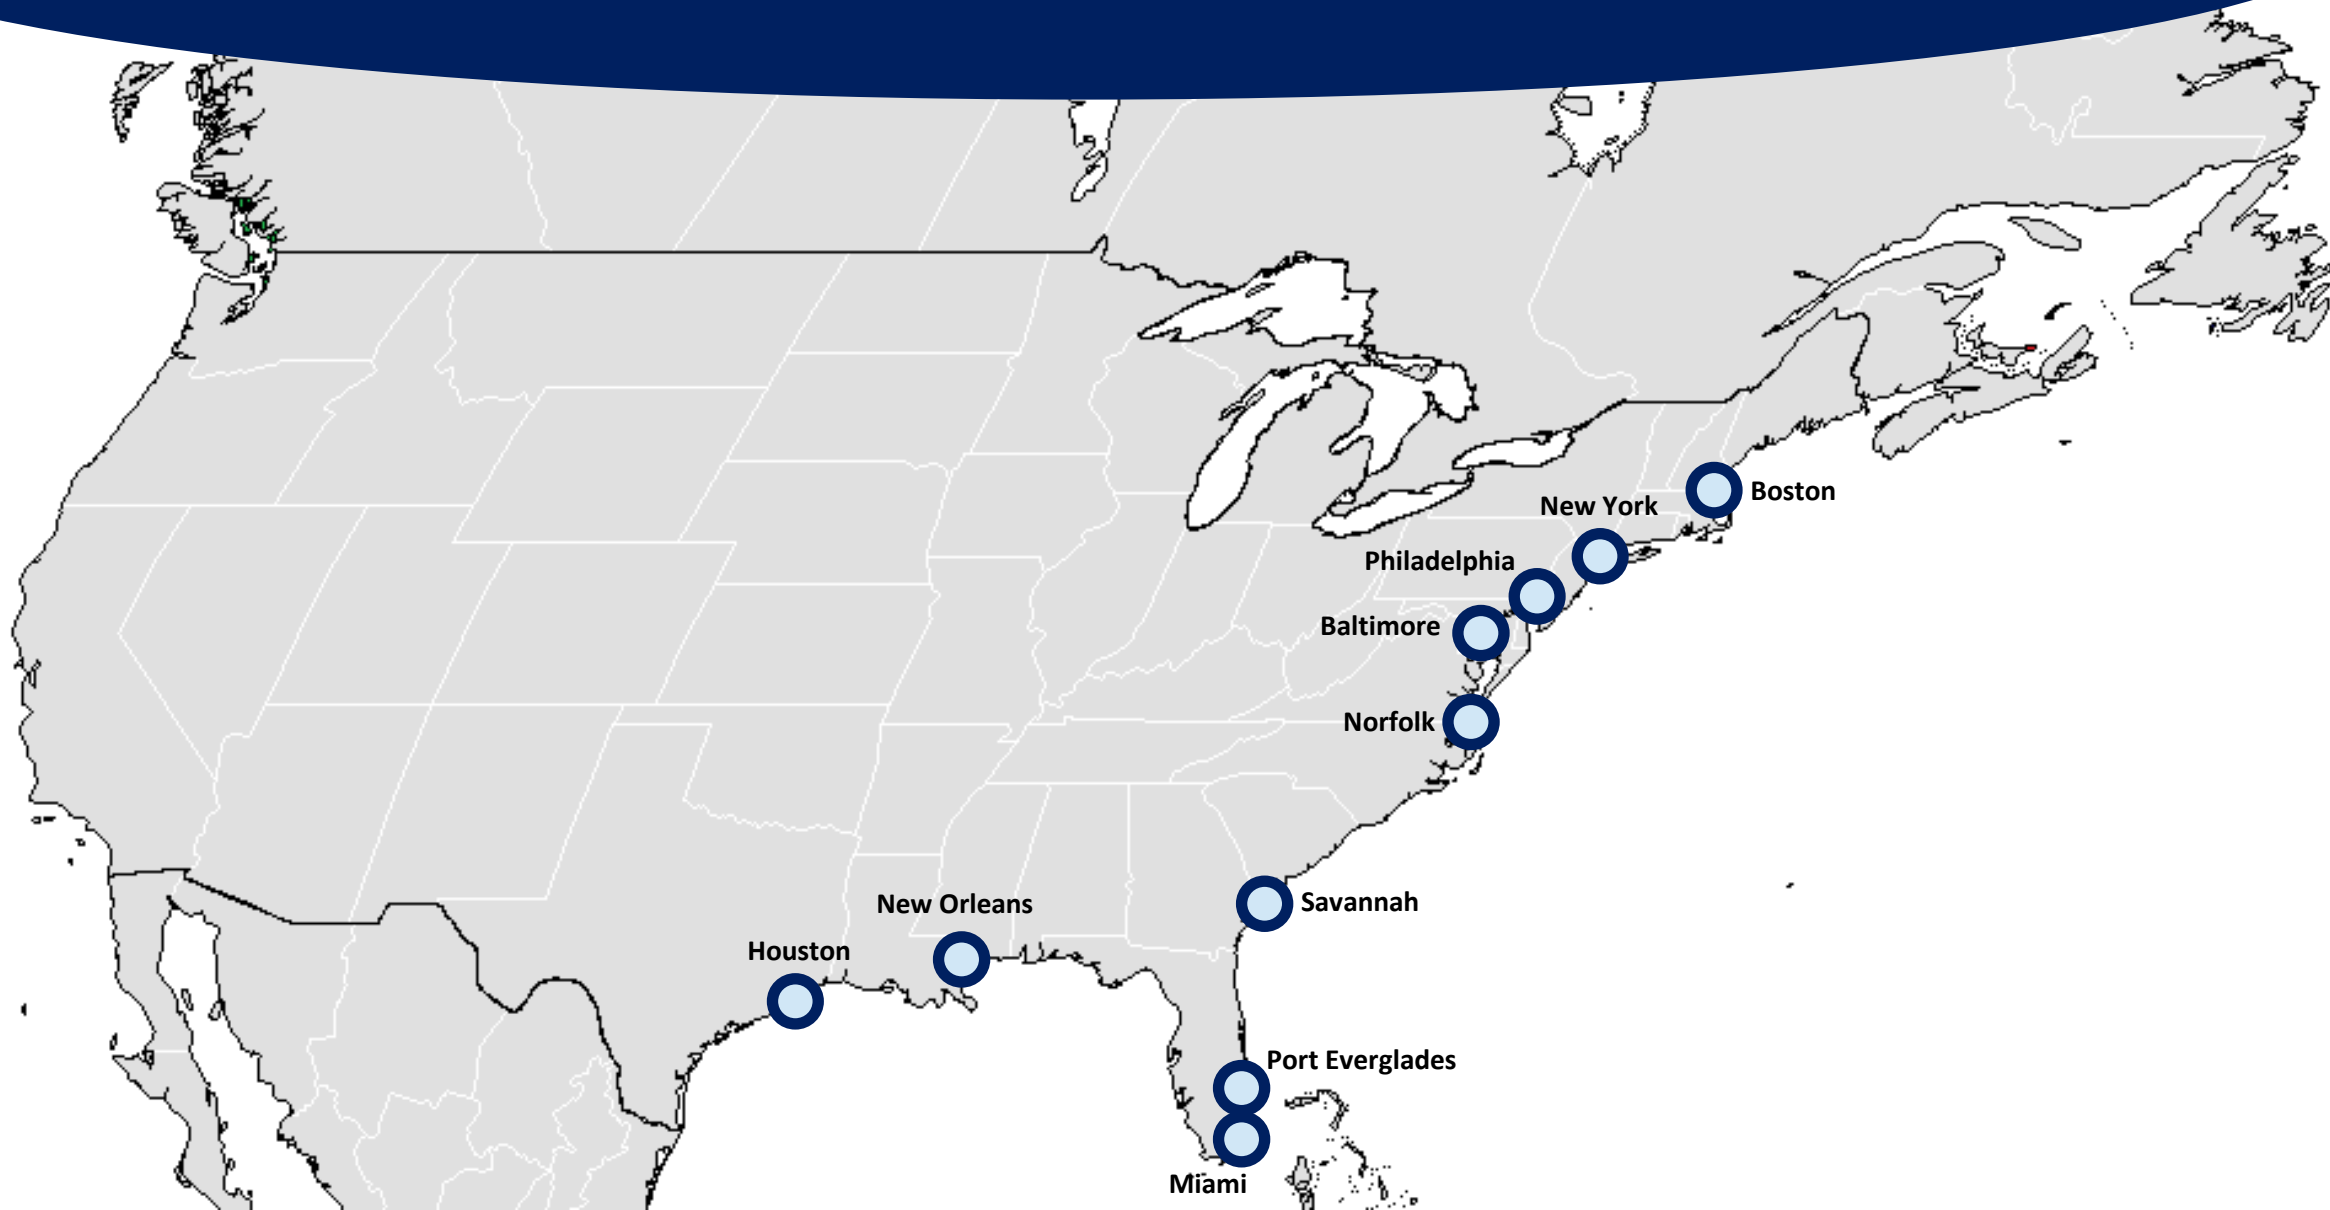 Boston
New York
Philadelphia
Baltimore
Norfolk
Savannah
New Orleans
Houston
Port Everglades
Miami